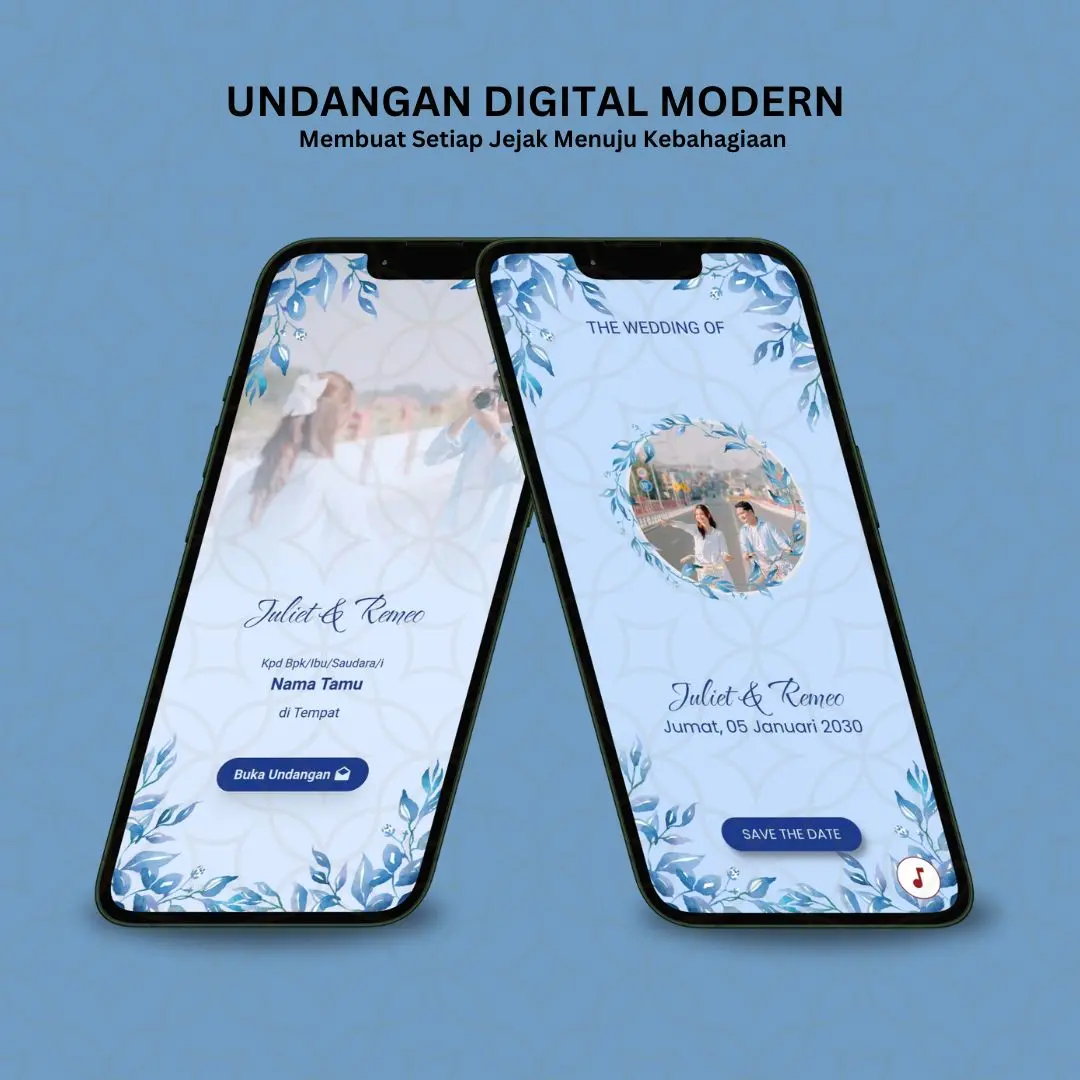 UNDANGAN DIGITAL MODERN
Membuat Setiap Jejak Menuju Kebahagiaan
Juliet & Remeo
Kpd Bpk/Ibu/Saudara/i
Nama Tamu
di Tempat
Buka Undangan
THE WEDDING OF
Juliet & Remeo
Jumat, 05 Januari 2030
SAVE THE DATE